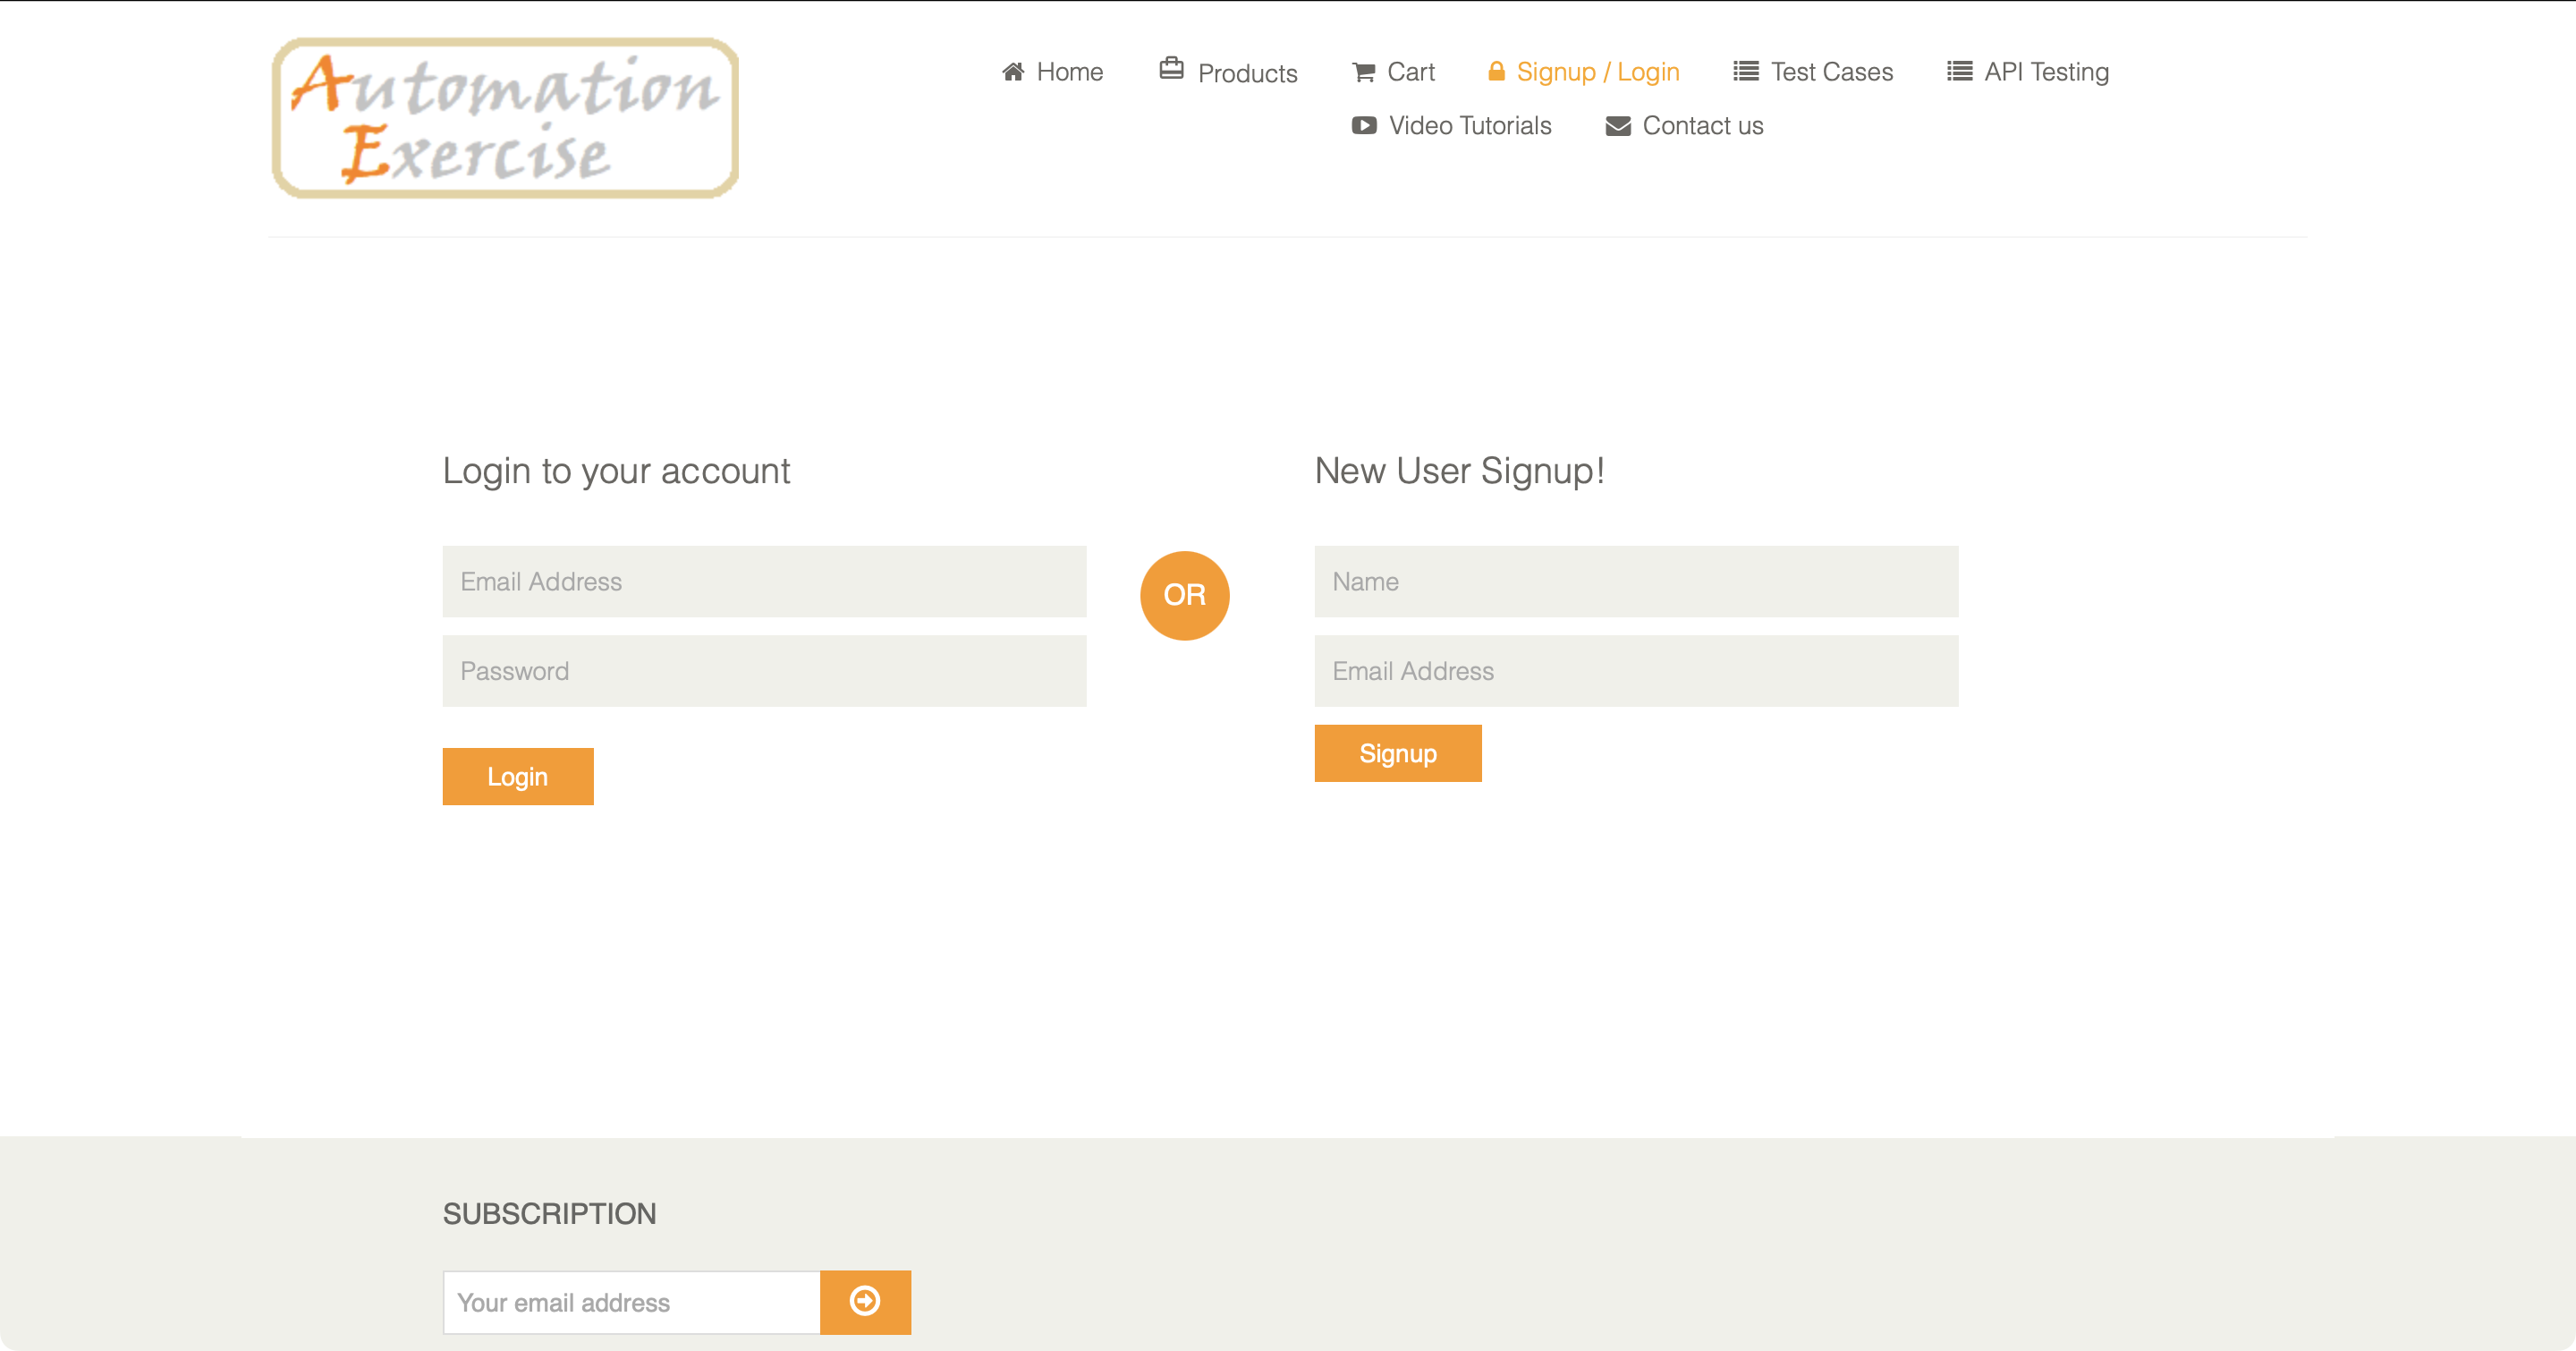 Automation
Exercise
Home Products Cart Signup / Login Test Cases API Testing
Video Tutorials Contact us
Login to your account
Email Address
Password
Login
OR
New User Signup!
Name
Email Address
Signup
SUBSCRIPTION
Your email address